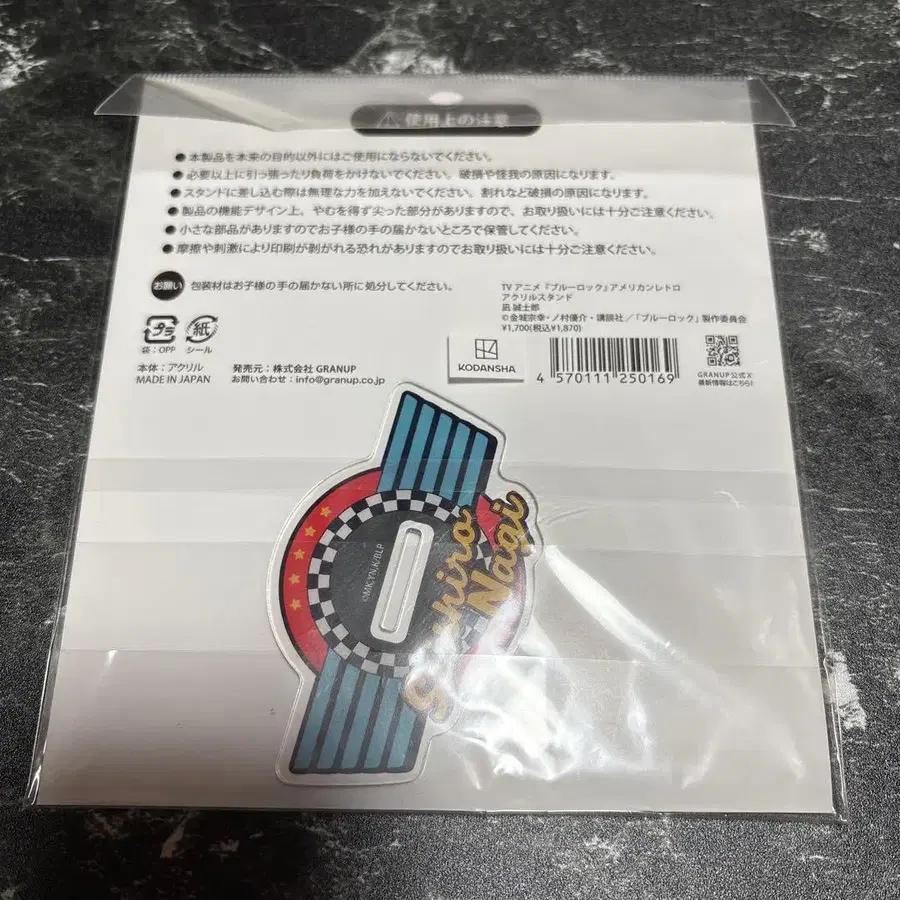 ⚠使用上の注意
●本製品を本来の目的以外にはご使用にならないでください。
●必要以上に引っ張ったり負荷をかけないでください。破損や怪我の原因になります。
●スタンドに差し込む際は無理な力を加えないでください。割れなど破損の原因になります。
●製品の機能デザイン上、やむを得ず尖った部分がありますので、お取り扱いには十分ご注意ください。
●小さな部品がありますのでお子様の手の届かないところで保管してください。
●摩擦や刺激により印刷が剥がれる恐れがありますのでお取り扱いには十分ご注意ください。
お願い 包装材はお子様の手の届かない所に処分してください。
TVアニメ『ブルーロック』アメリカンレトロ
アクリルスタンド
凪 誠士郎
©金城宗幸・ノ村優介・講談社/「ブルーロック」製作委員会
¥1,700(税込¥1,870)
プラ 紙
袋:OPP シール
本体:アクリル
MADE IN JAPAN
発売元:株式会社 GRANUP
お問い合わせ:info@granup.co.jp
KODANSHA
4 570111 250169
GRANUP公式X
最新情報はこちら!
©MK,YN,K/BLP
Nagi